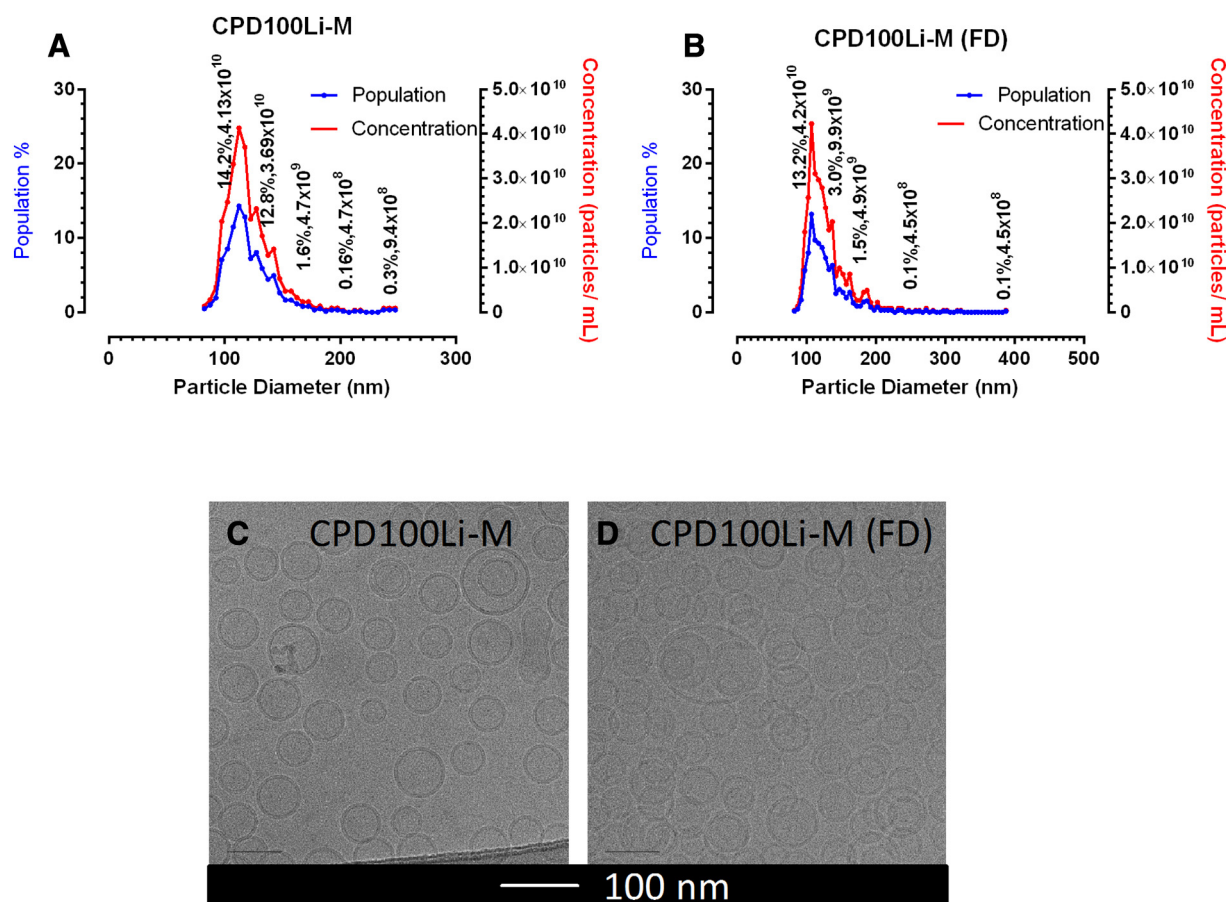 A
CPD100Li-M
Population %
30
20
10
0
14.2%,4.13x10¹⁰
12.8%,3.69x10¹⁰
1.6%,4.7x10⁹
0.16%,4.7x10⁸
0.3%,9.4x10⁸
Population
Concentration
5.0×10¹⁰
4.0×10¹⁰
3.0×10¹⁰
2.0×10¹⁰
1.0×10¹⁰
0
Concentration (particles/ mL)
0 100 200 300
Particle Diameter (nm)
B
CPD100Li-M (FD)
Population %
30
20
10
0
13.2%,4.2x10¹⁰
3.0%,9.9x10⁹
1.5%,4.9x10⁹
0.1%,4.5x10⁸
0.1%,4.5x10⁸
Population
Concentration
5.0×10¹⁰
4.0×10¹⁰
3.0×10¹⁰
2.0×10¹⁰
1.0×10¹⁰
0
Concentration (particles/ mL)
0 100 200 300 400 500
Particle Diameter (nm)
C CPD100Li-M
D CPD100Li-M (FD)
100 nm